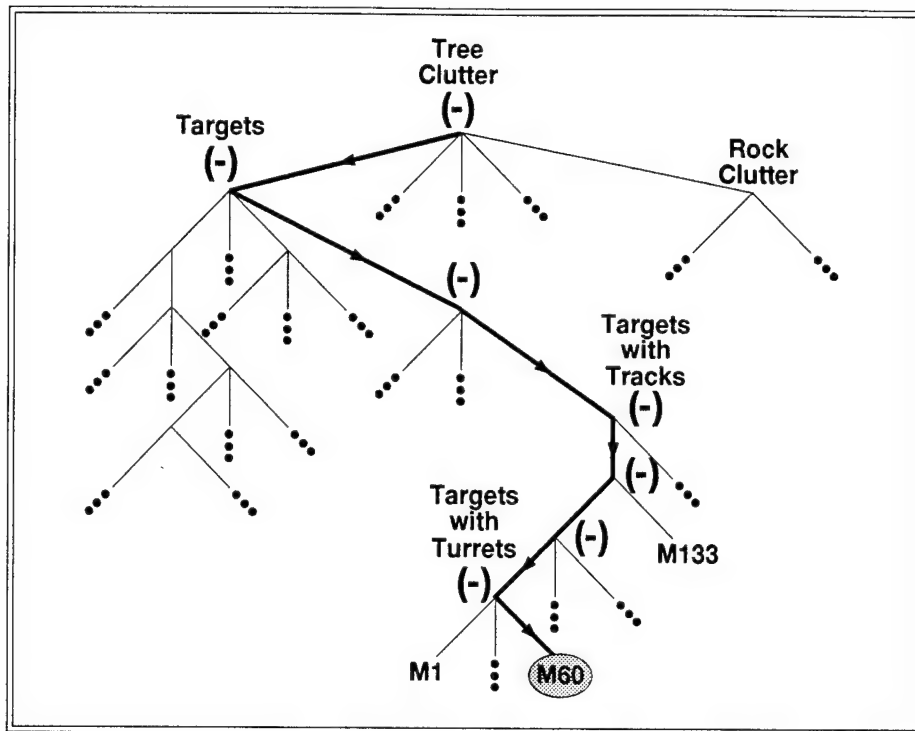 Tree
Clutter
(-)
Targets
(-)
Rock
Clutter
(-)
Targets
with
Tracks
(-)
(-)
Targets
with
Turrets
(-)
(-)
M133
M1
M60